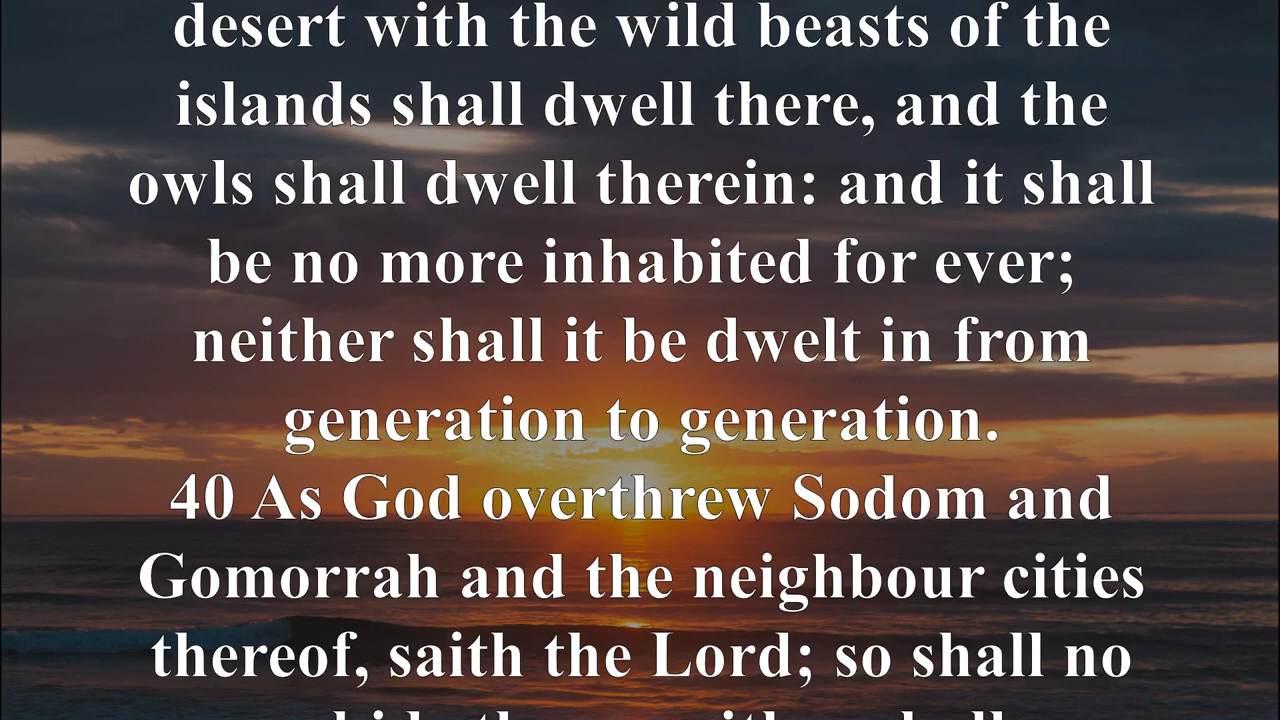 desert with the wild beasts of the
islands shall dwell there, and the
owls shall dwell therein: and it shall
be no more inhabited for ever;
neither shall it be dwelt in from
generation to generation.
40 As God overthrew Sodom and
Gomorrah and the neighbour cities
thereof, saith the Lord; so shall no